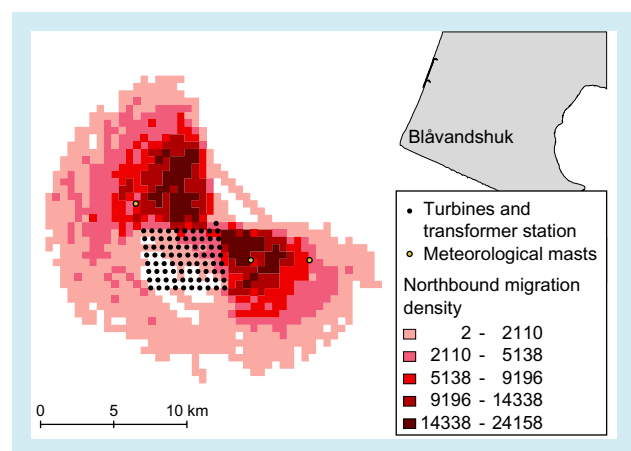 Blåvandshuk
Turbines and
transformer station
Meteorological masts
Northbound migration
density
2 - 2110
2110 - 5138
5138 - 9196
9196 - 14338
14338 - 24158
0 5 10 km